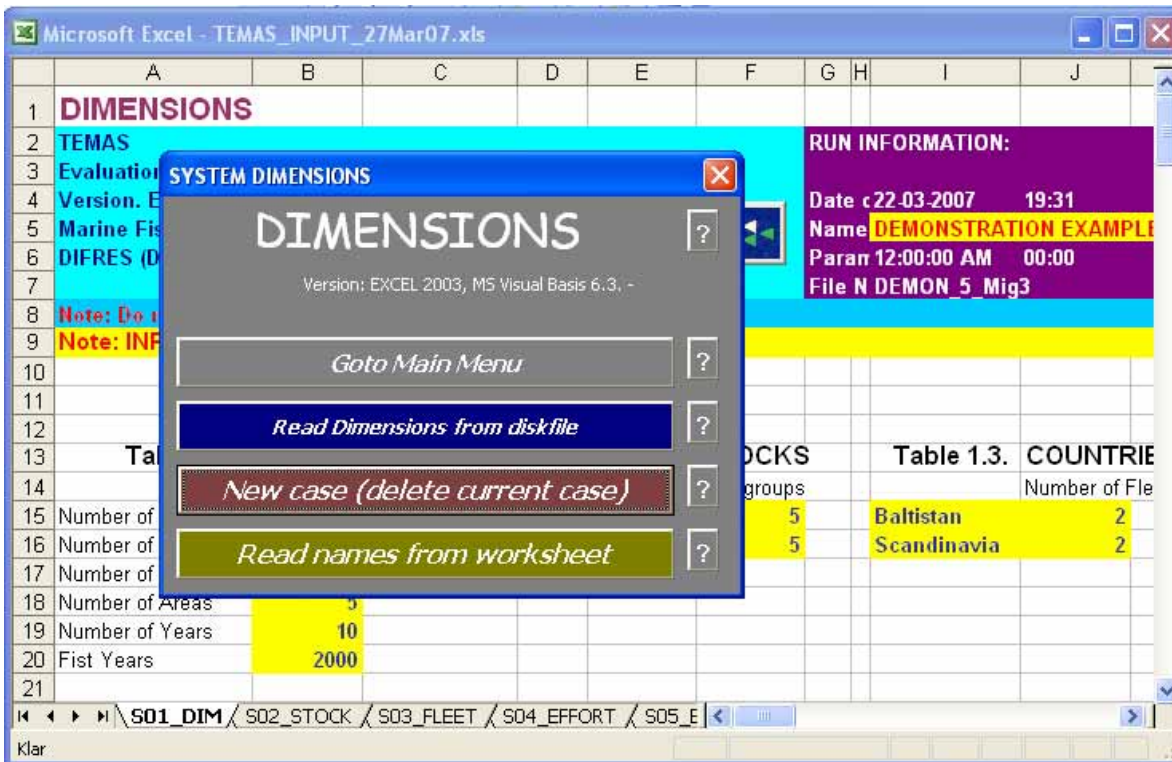 Microsoft Excel - TEMAS_INPUT_27Mar07.xls
A B C D E F G H I J
1 DIMENSIONS
2 TEMAS RUN INFORMATION:
3 Evaluation
4 Version. E Date c 22-03-2007 19:31
5 Marine Fis Name DEMONSTRATION EXAMPLE
6 DIFRES (D Param 12:00:00 AM 00:00
7 File N DEMON_5_Mig3
8 Note: Do
9 Note: INP
10
11
12
13 Tab OCKS Table 1.3. COUNTRIE
14 groups Number of Fle
15 Number of 5 Baltistan 2
16 Number of 5 Scandinavia 2
17 Number of
18 Number of Areas 5
19 Number of Years 10
20 Fist Years 2000
21
SYSTEM DIMENSIONS
DIMENSIONS ?
Version: EXCEL 2003, MS Visual Basis 6.3. -
Goto Main Menu ?
Read Dimensions from diskfile ?
New case (delete current case) ?
Read names from worksheet ?
S01_DIM / S02_STOCK / S03_FLEET / S04_EFFORT / S05_E
Klar